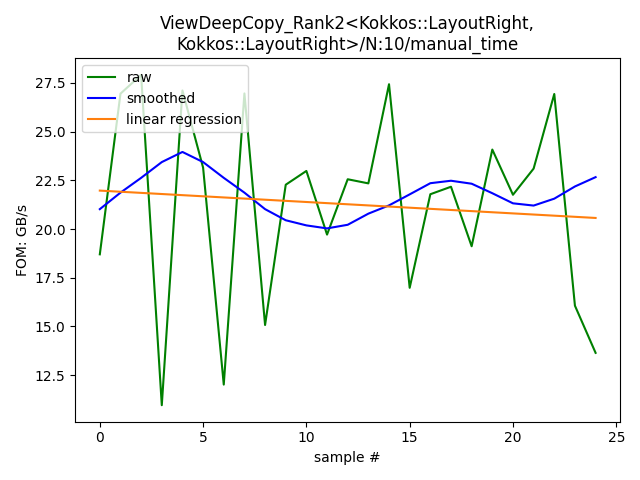 ViewDeepCopy_Rank2<Kokkos::LayoutRight,
Kokkos::LayoutRight>/N:10/manual_time
raw
smoothed
linear regression
FOM: GB/s
27.5
25.0
22.5
20.0
17.5
15.0
12.5
0
5
10
15
20
25
sample #